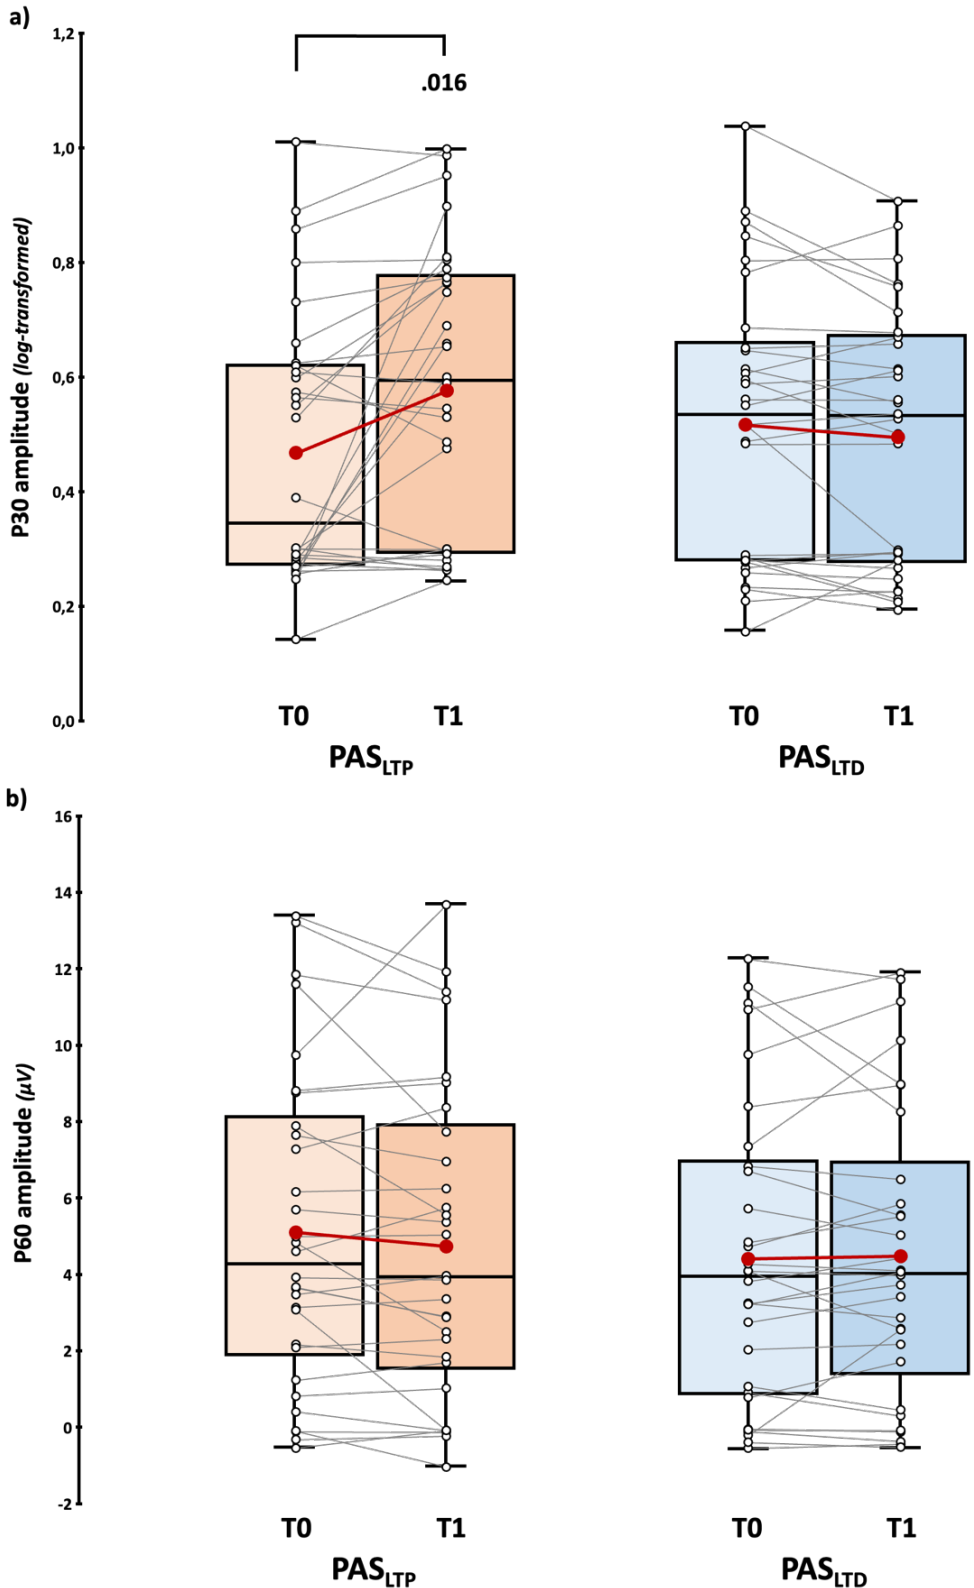 a)
1,2
.016
1,0
0,8
0,6
0,4
0,2
0,0
P30 amplitude (log-transformed)
T0 T1 T0 T1
PASLTP PASLTD
b)
16
14
12
10
8
6
4
2
0
-2
P60 amplitude (μV)
T0 T1 T0 T1
PASLTP PASLTD